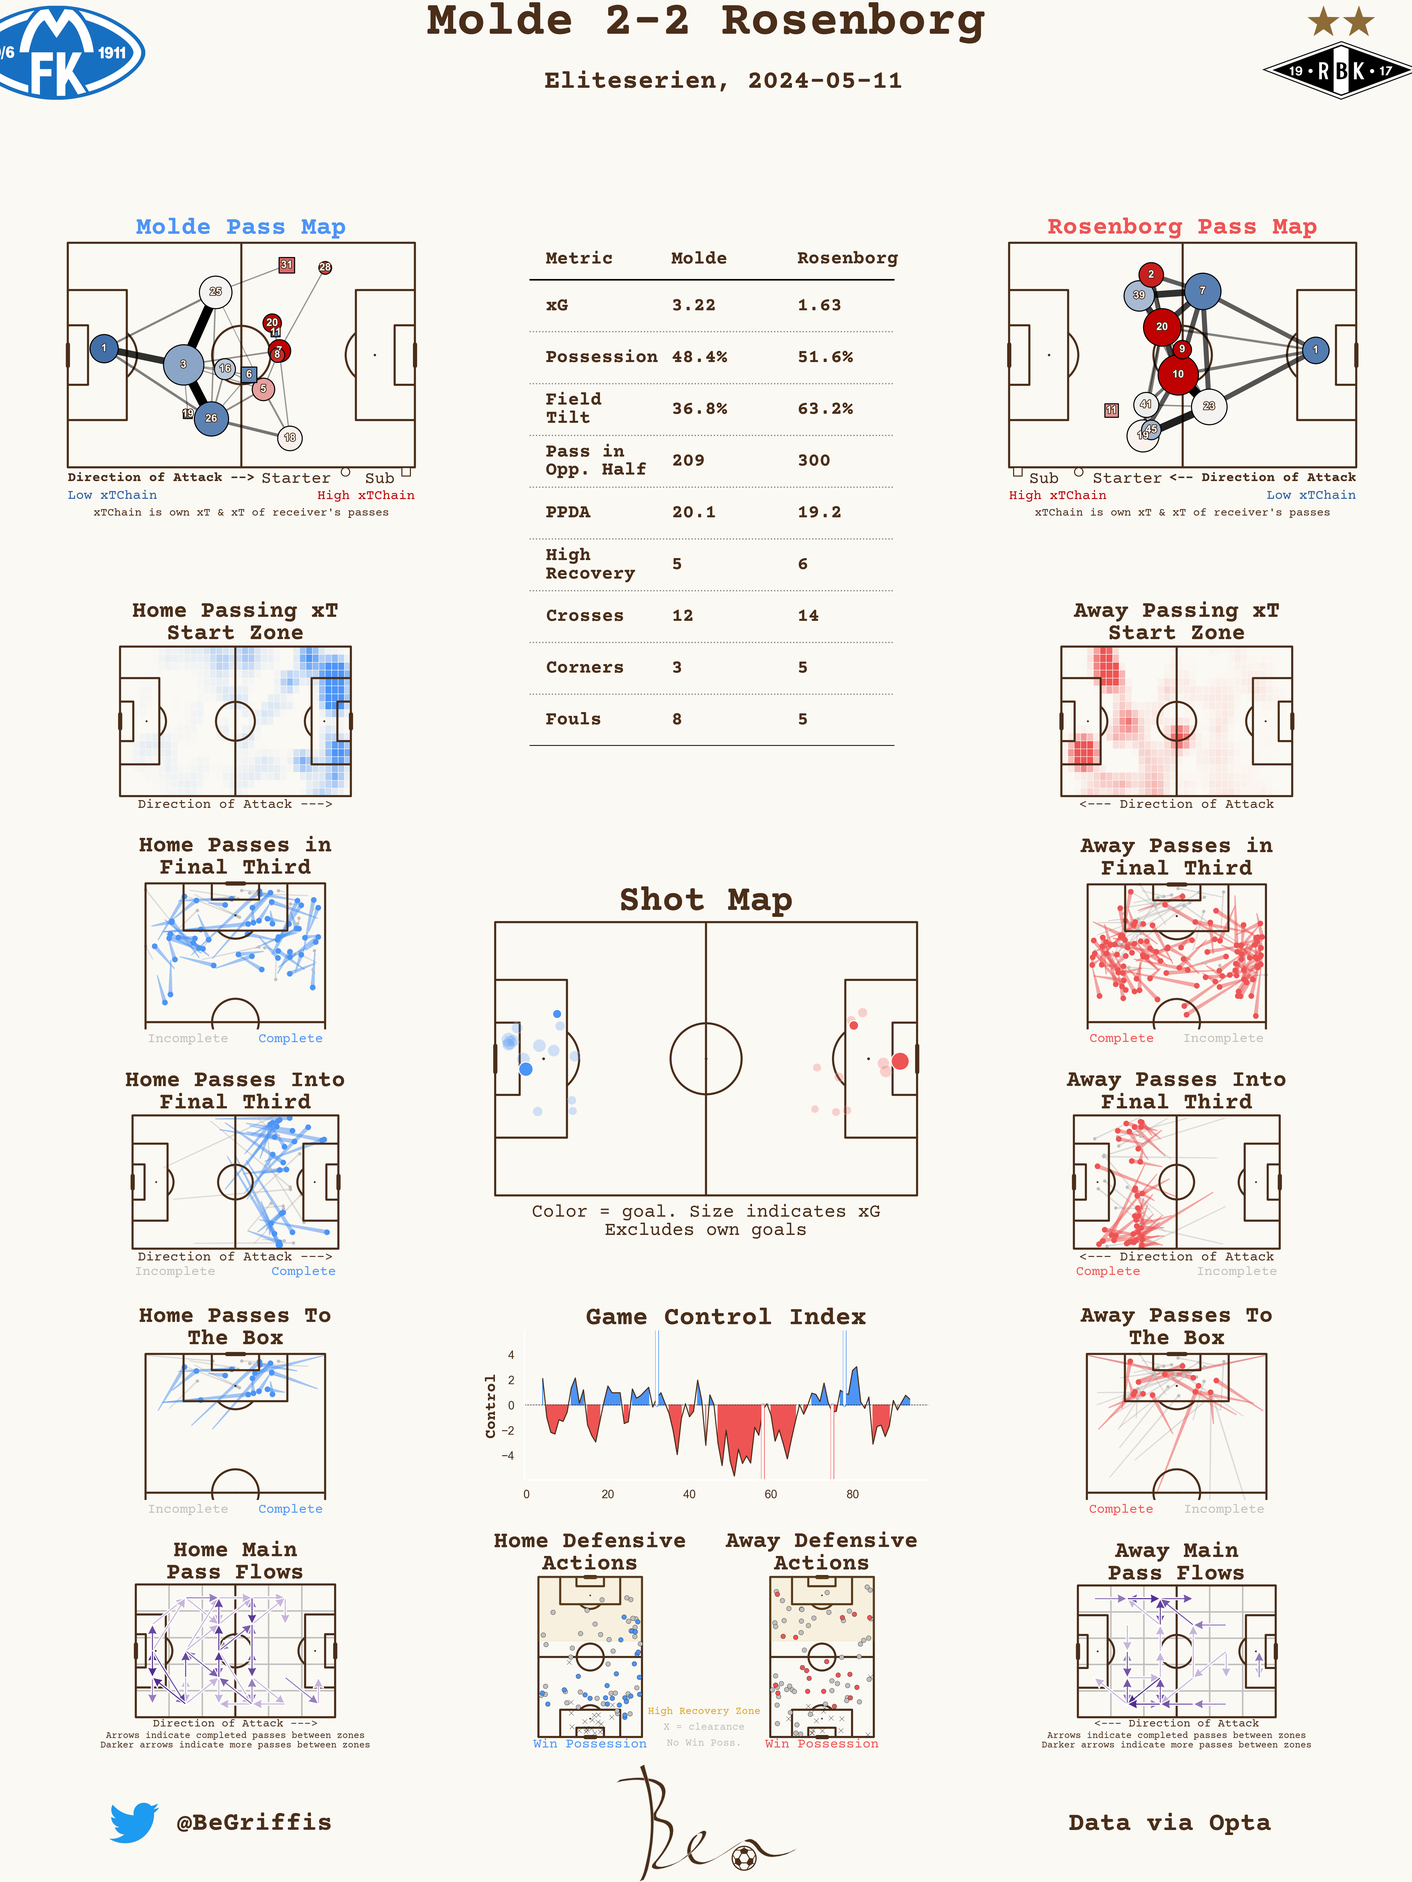 Molde 2-2 Rosenborg
Eliteserien, 2024-05-11
1911
FK
19 • RBK • 17
Molde Pass Map
31
28
25
20
11
1
3
7
8
16
6
5
19
26
18
Direction of Attack --> Starter Sub
Low xTChain High xTChain
xTChain is own xT & xT of receiver's passes
Metric Molde Rosenborg
xG 3.22 1.63
Possession 48.4% 51.6%
Field
Tilt 36.8% 63.2%
Pass in
Opp. Half 209 300
PPDA 20.1 19.2
High
Recovery 5 6
Crosses 12 14
Corners 3 5
Fouls 8 5
Rosenborg Pass Map
2
39
7
20
9
1
10
11
41
23
45
19
Sub Starter <-- Direction of Attack
High xTChain Low xTChain
xTChain is own xT & xT of receiver's passes
Home Passing xT
Start Zone
Direction of Attack --->
Away Passing xT
Start Zone
<--- Direction of Attack
Home Passes in
Final Third
Incomplete Complete
Shot Map
Color = goal. Size indicates xG
Excludes own goals
Away Passes in
Final Third
Complete Incomplete
Home Passes Into
Final Third
Direction of Attack --->
Incomplete Complete
Away Passes Into
Final Third
<--- Direction of Attack
Complete Incomplete
Home Passes To
The Box
Incomplete Complete
Game Control Index
Control
4
2
0
−2
−4
0 20 40 60 80
Away Passes To
The Box
Complete Incomplete
Home Main
Pass Flows
Direction of Attack --->
Arrows indicate completed passes between zones
Darker arrows indicate more passes between zones
Home Defensive
Actions
Win Possession
High Recovery Zone
X = clearance
No Win Poss.
Away Defensive
Actions
Win Possession
Away Main
Pass Flows
<--- Direction of Attack
Arrows indicate completed passes between zones
Darker arrows indicate more passes between zones
@BeGriffis
Ben
Data via Opta